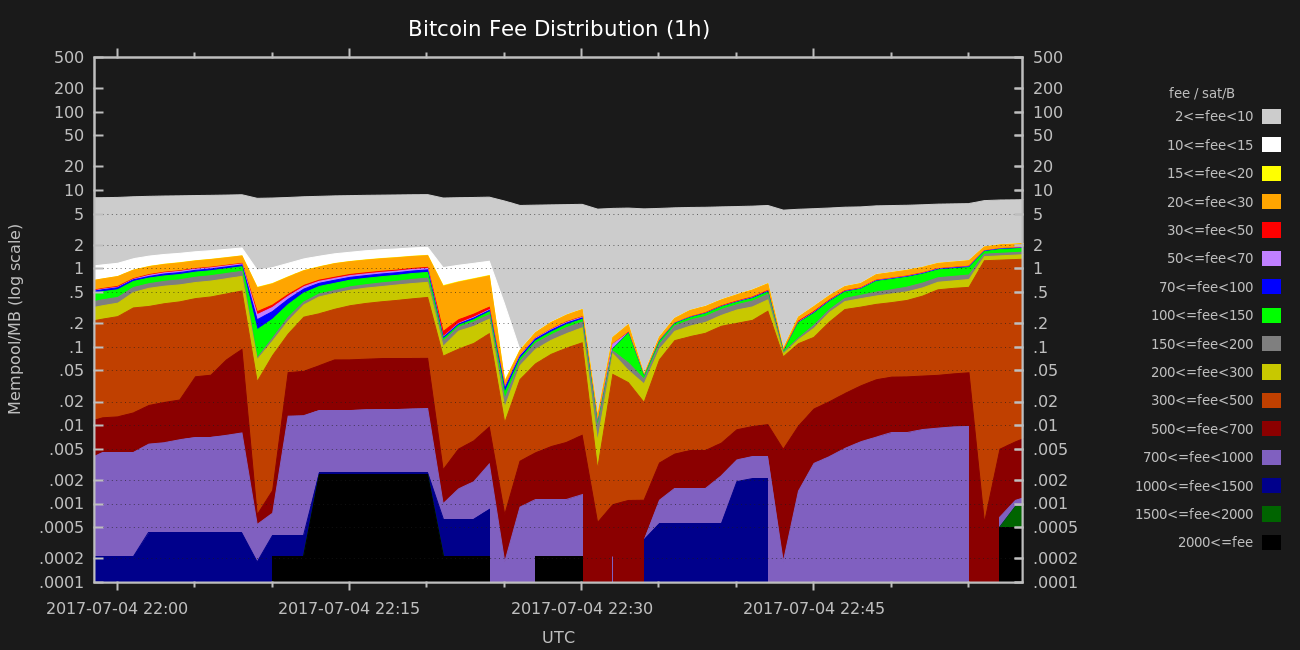 Bitcoin Fee Distribution (1h)
Mempool/MB (log scale)
500
200
100
50
20
10
5
2
1
.5
.2
.1
.05
.02
.01
.005
.002
.001
.0005
.0002
.0001
500
200
100
50
20
10
5
2
1
.5
.2
.1
.05
.02
.01
.005
.002
.001
.0005
.0002
.0001
fee / sat/B
2<=fee<10
10<=fee<15
15<=fee<20
20<=fee<30
30<=fee<50
50<=fee<70
70<=fee<100
100<=fee<150
150<=fee<200
200<=fee<300
300<=fee<500
500<=fee<700
700<=fee<1000
1000<=fee<1500
1500<=fee<2000
2000<=fee
2017-07-04 22:00 2017-07-04 22:15 2017-07-04 22:30 2017-07-04 22:45
UTC